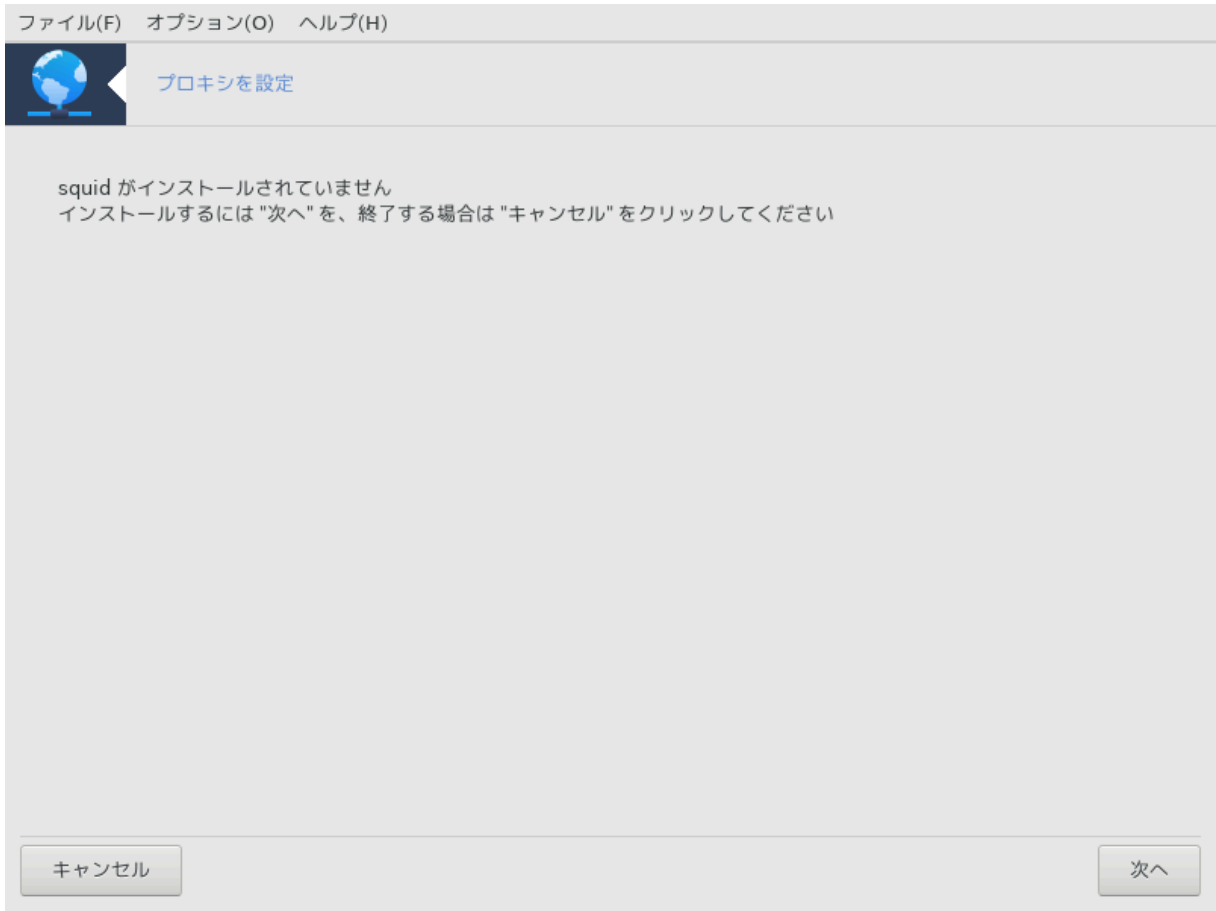 ファイル(F) オプション(O) ヘルプ(H)
プロキシを設定
squid がインストールされていません
インストールするには "次へ" を、終了する場合は "キャンセル" をクリックしてください
キャンセル 次へ